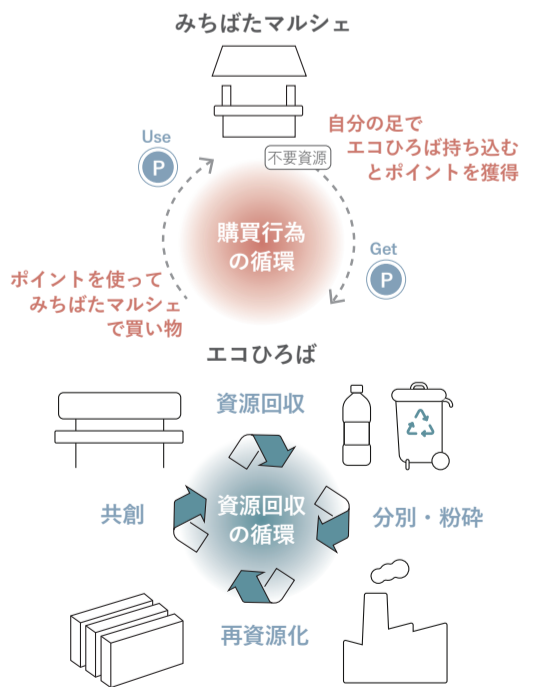 みちばたマルシェ
Use
P
不要資源
自分の足で
エコひろば持ち込む
とポイントを獲得
購買行為
の循環
Get
P
ポイントを使って
みちばたマルシェ
で買い物
エコひろば
資源回収
共創
資源回収
の循環
分別・粉砕
再資源化